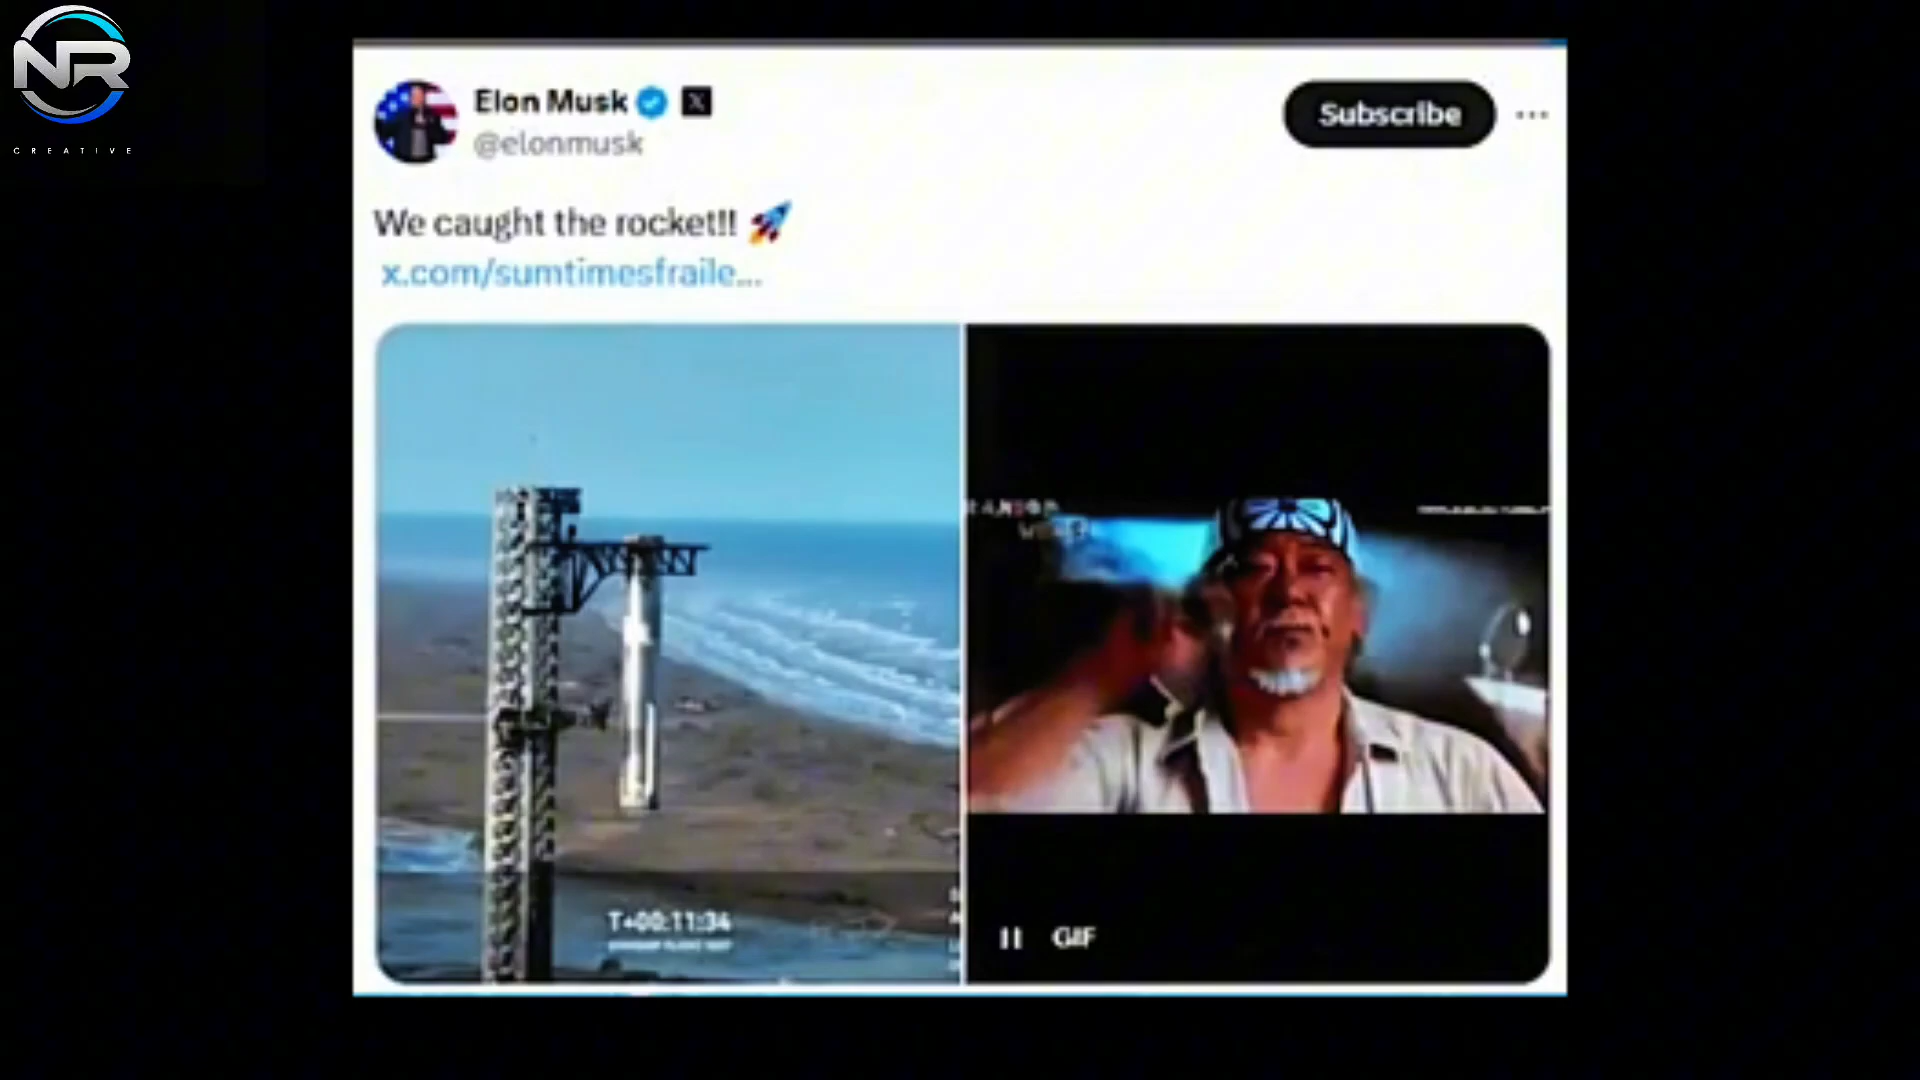 NR
CREATIVE
Elon Musk
@elonmusk
Subscribe
We caught the rocket!! 🚀
x.com/sumtimesfraile...
T+00:11:34
GIF